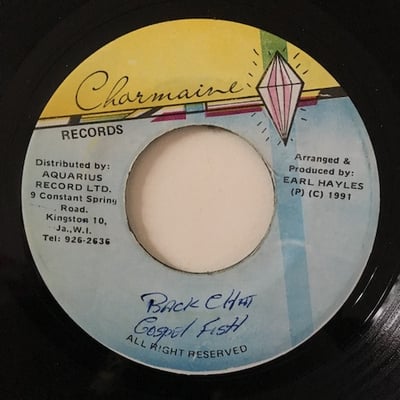 Charmaine
RECORDS
Distributed by:
AQUARIUS
RECORD LTD.
9 Constant Spring
Road.
Kingston 10,
Ja.,W.I.
Tel: 926-2636
Arranged &
Produced by:
EARL HAYLES
(P) (C) 1991
BACK CHAT
Gospel FISH
ALL RIGHT RESERVED